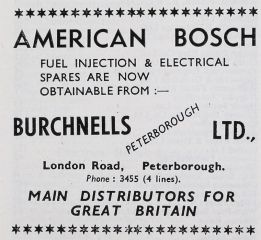 AMERICAN BOSCH
FUEL INJECTION & ELECTRICAL
SPARES ARE NOW
OBTAINABLE FROM :—
BURCHNELLS PETERBOROUGH LTD.,
London Road, Peterborough.
Phone : 3455 (4 lines).
MAIN DISTRIBUTORS FOR
GREAT BRITAIN